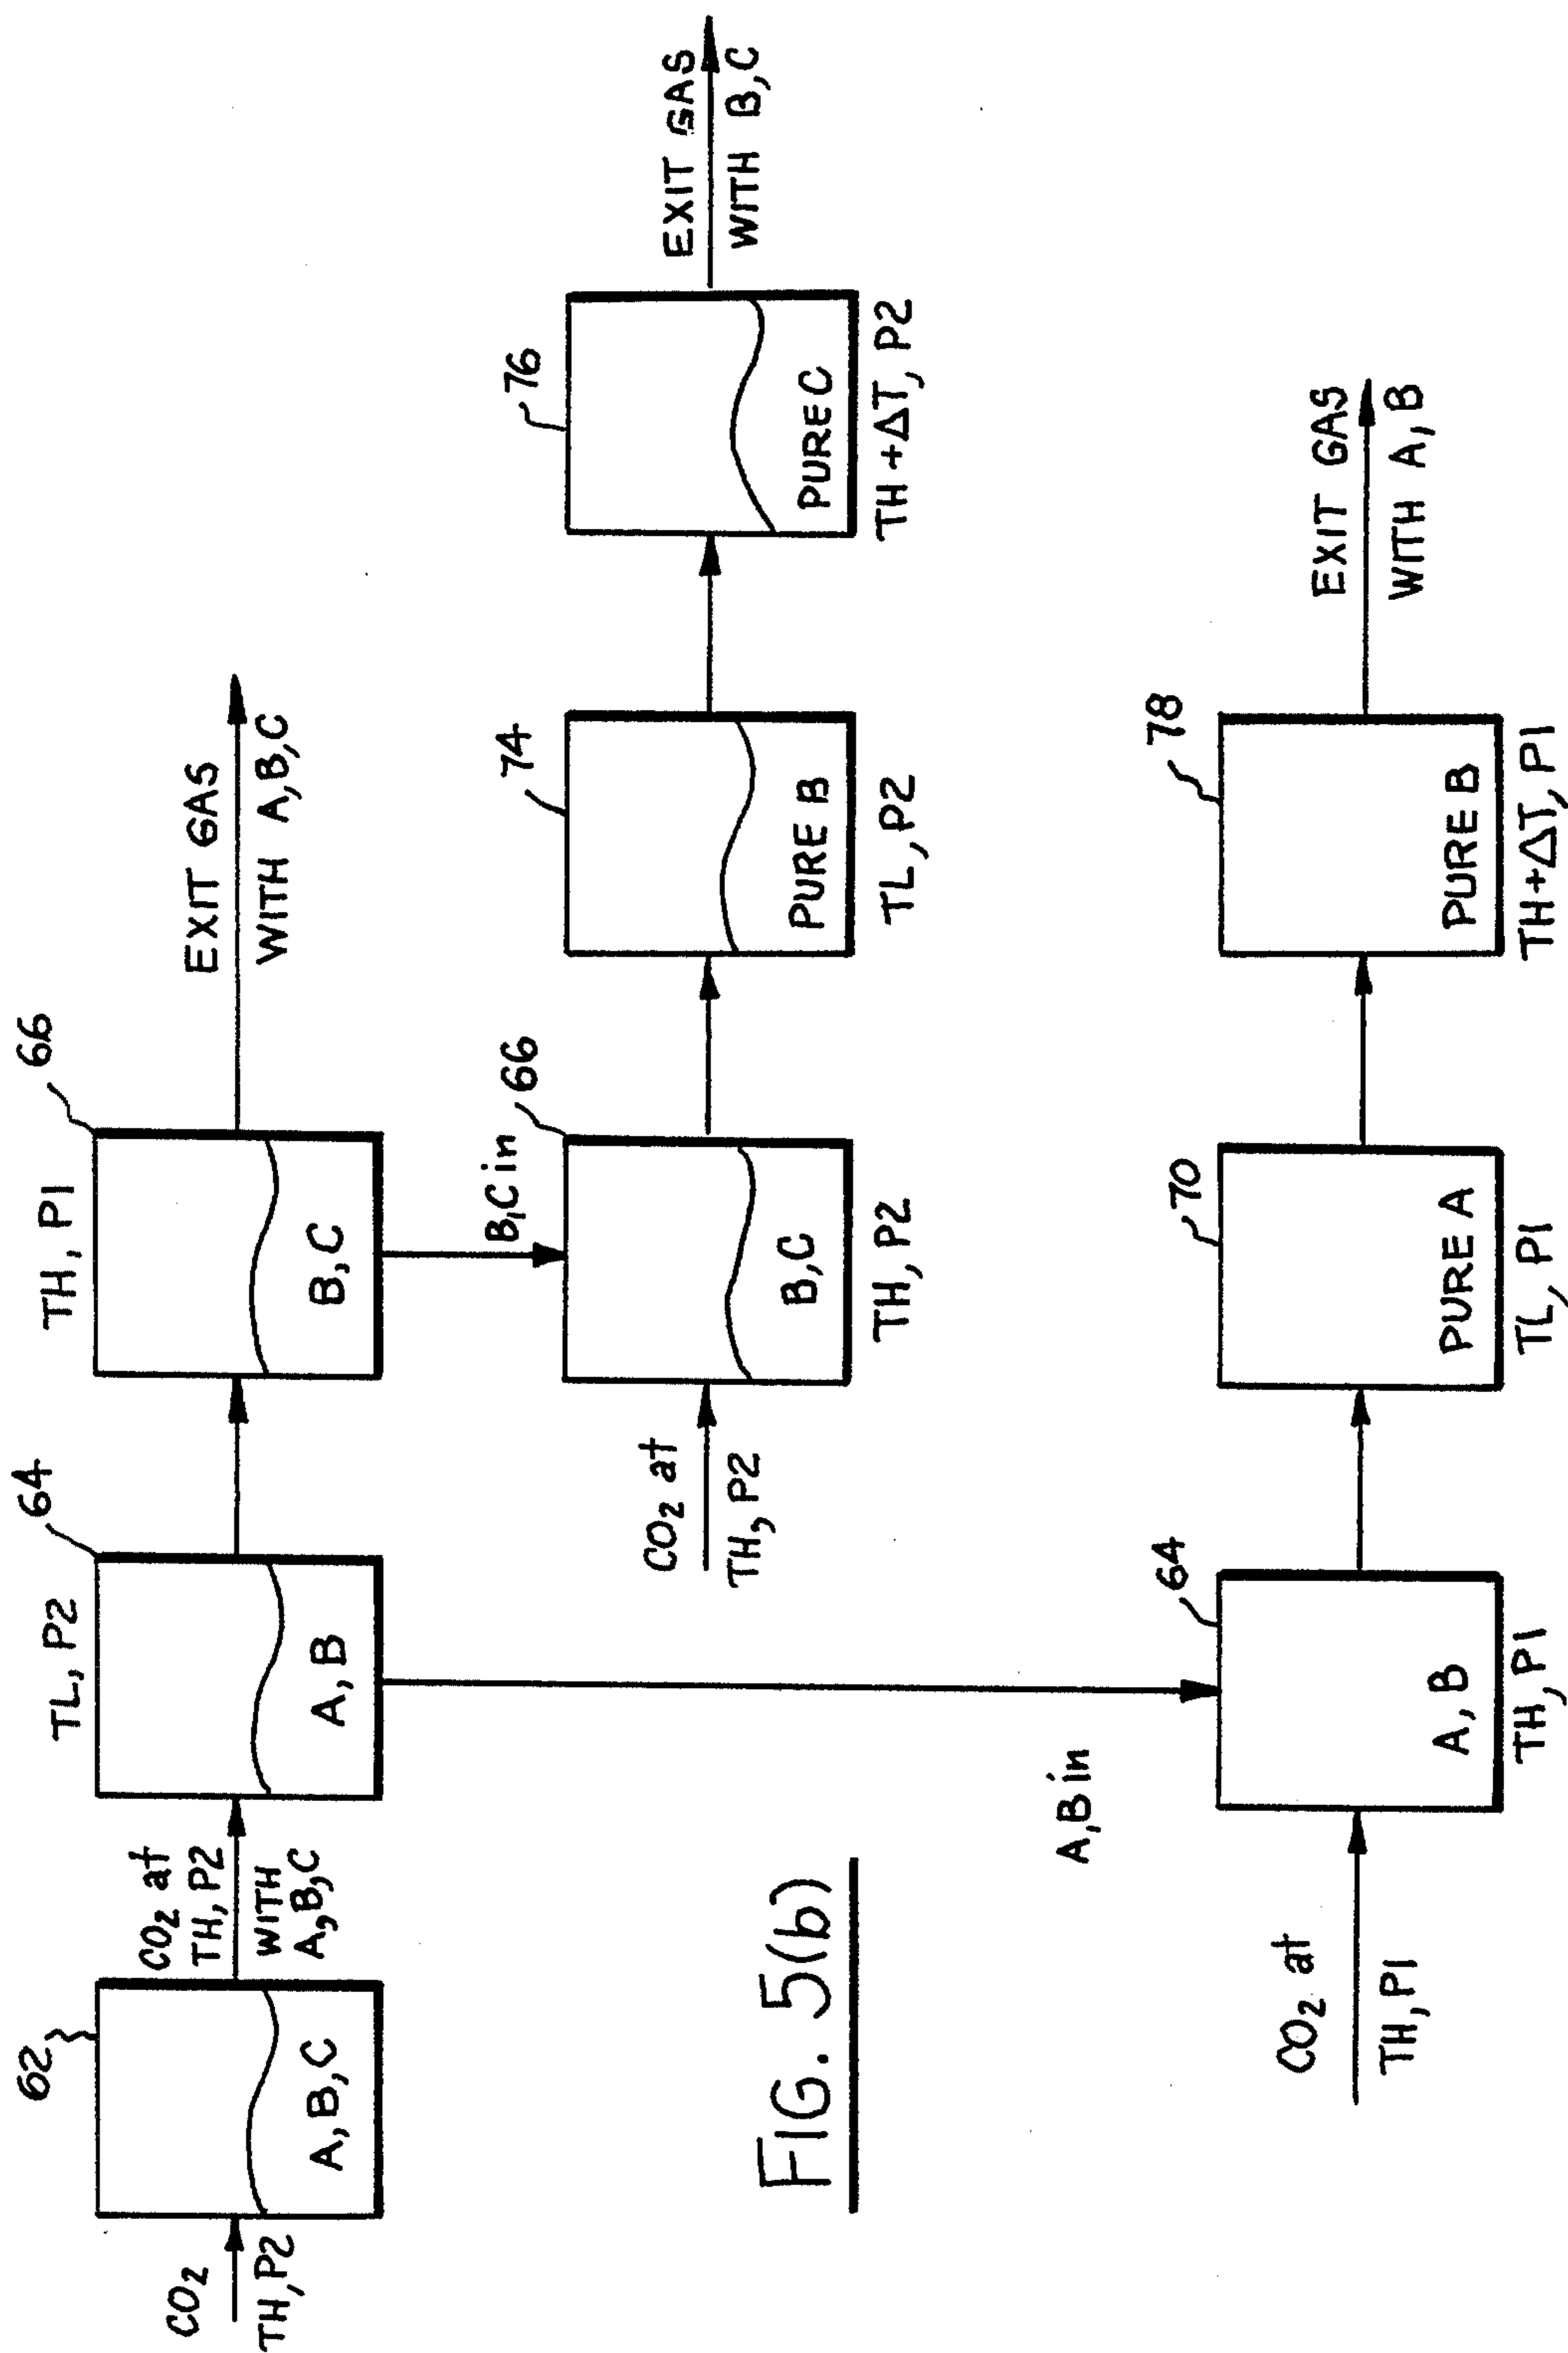 62
64
66
TL, P2
TH, P1
CO₂
TH, P2
A, B, C
CO₂ at
TH, P2
WITH
A, B, C
A, B
B, C
EXIT GAS
WITH A, B, C
B, C in
66
74
76
CO₂ at
TH, P2
B, C
TH, P2
PURE B
TL, P2
PURE C
TH + ΔT, P2
EXIT GAS
WITH B, C
A, B in
64
70
78
CO₂ at
TH, P1
A, B
TH, P1
PURE A
TL, P1
PURE B
TH + ΔT, P1
EXIT GAS
WITH A, B
FIG. 5(b)